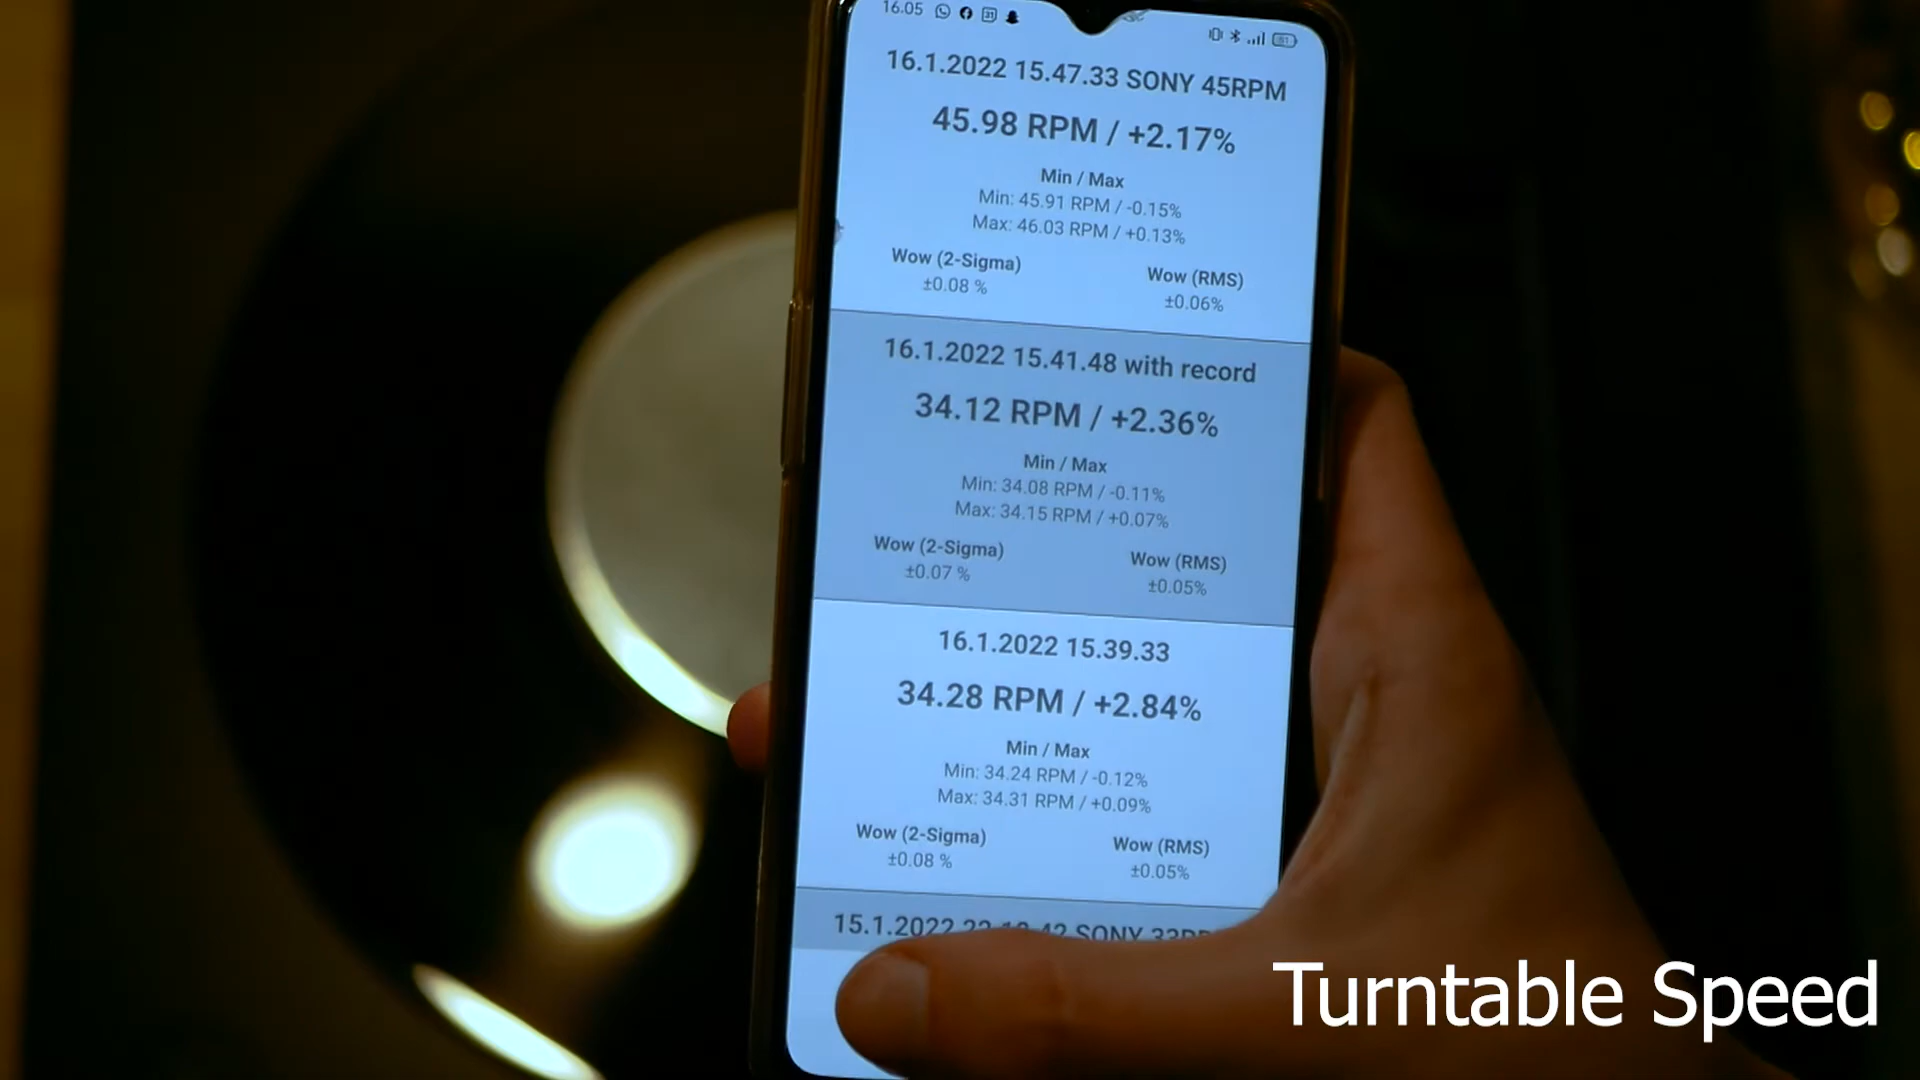 16.05
16.1.2022 15.47.33 SONY 45RPM
45.98 RPM / +2.17%
Min / Max
Min: 45.91 RPM / -0.15%
Max: 46.03 RPM / +0.13%
Wow (2-Sigma) Wow (RMS)
±0.08 % ±0.06%
16.1.2022 15.41.48 with record
34.12 RPM / +2.36%
Min / Max
Min: 34.08 RPM / -0.11%
Max: 34.15 RPM / +0.07%
Wow (2-Sigma) Wow (RMS)
±0.07 % ±0.05%
16.1.2022 15.39.33
34.28 RPM / +2.84%
Min / Max
Min: 34.24 RPM / -0.12%
Max: 34.31 RPM / +0.09%
Wow (2-Sigma) Wow (RMS)
±0.08 % ±0.05%
15.1.2022 SONY
Turntable Speed